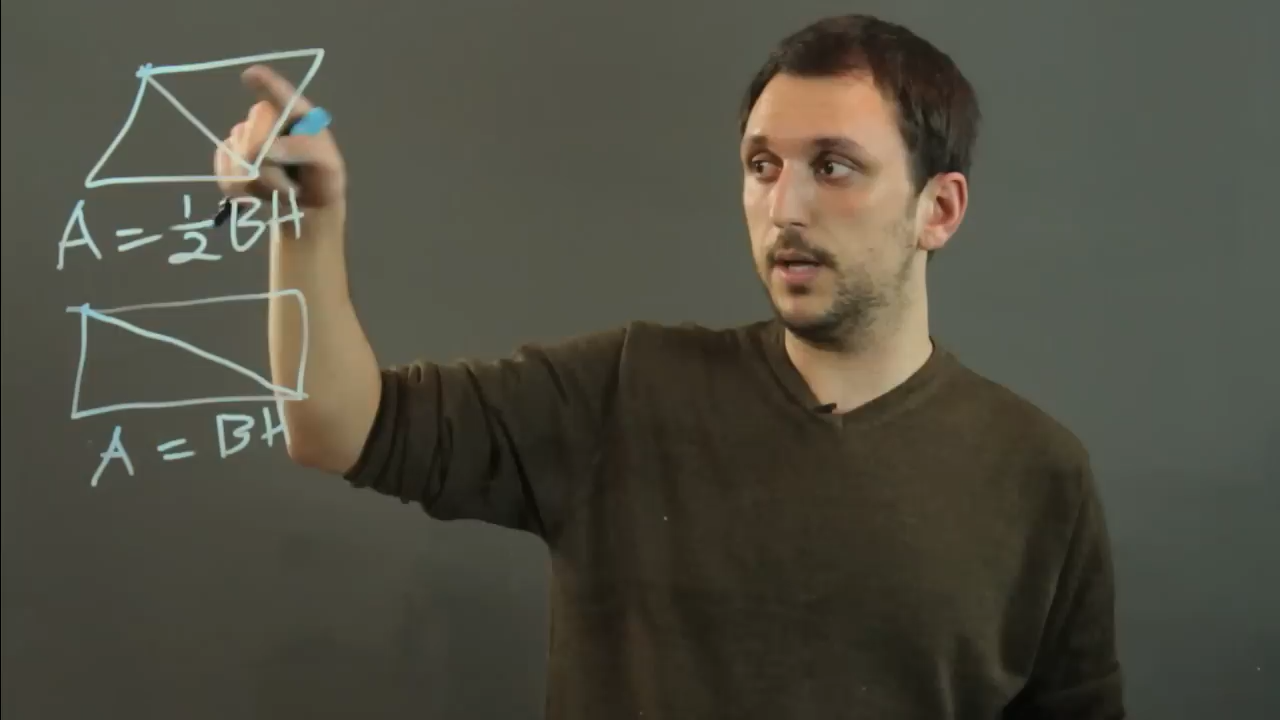 A = 1/2 BH
A = BH